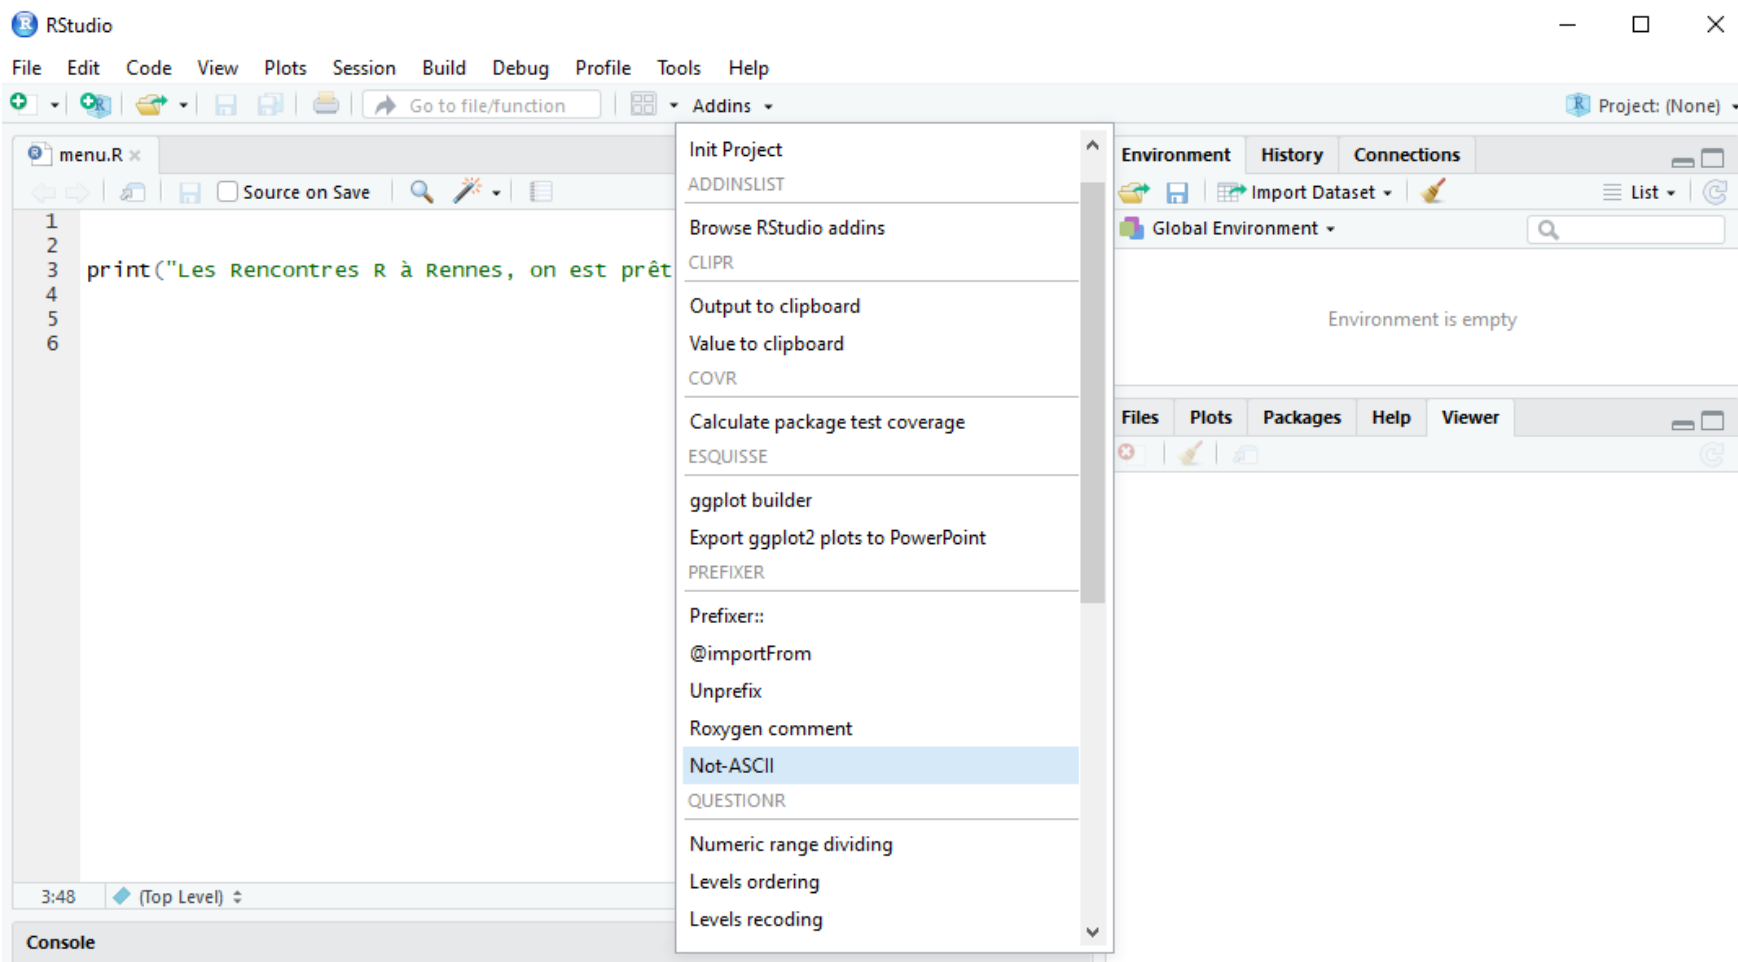 RStudio
File Edit Code View Plots Session Build Debug Profile Tools Help
Go to file/function Addins Project: (None)
menu.R
Source on Save
1
2
3 print("Les Rencontres R à Rennes, on est prêt
4
5
6
3:48 (Top Level)
Console
Init Project
ADDINSLIST
Browse RStudio addins
CLIPR
Output to clipboard
Value to clipboard
COVR
Calculate package test coverage
ESQUISSE
ggplot builder
Export ggplot2 plots to PowerPoint
PREFIXER
Prefixer::
@importFrom
Unprefix
Roxygen comment
Not-ASCII
QUESTIONR
Numeric range dividing
Levels ordering
Levels recoding
Environment History Connections
Import Dataset List
Global Environment
Environment is empty
Files Plots Packages Help Viewer